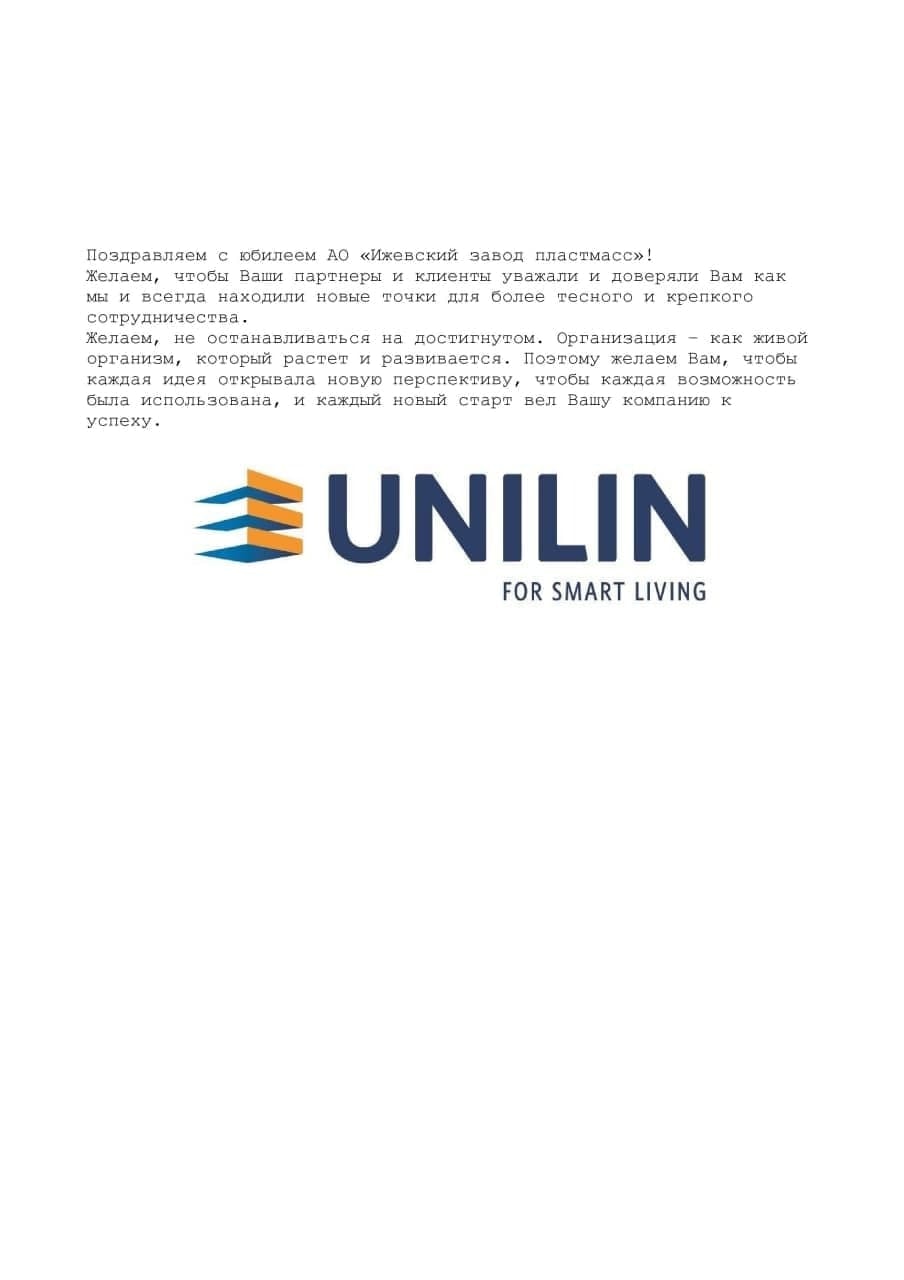 Поздравляем с юбилеем АО «Ижевский завод пластмасс»!
Желаем, чтобы Ваши партнеры и клиенты уважали и доверяли Вам как
мы и всегда находили новые точки для более тесного и крепкого
сотрудничества.
Желаем, не останавливаться на достигнутом. Организация – как живой
организм, который растет и развивается. Поэтому желаем Вам, чтобы
каждая идея открывала новую перспективу, чтобы каждая возможность
была использована, и каждый новый старт вел Вашу компанию к
успеху.
UNILIN
FOR SMART LIVING